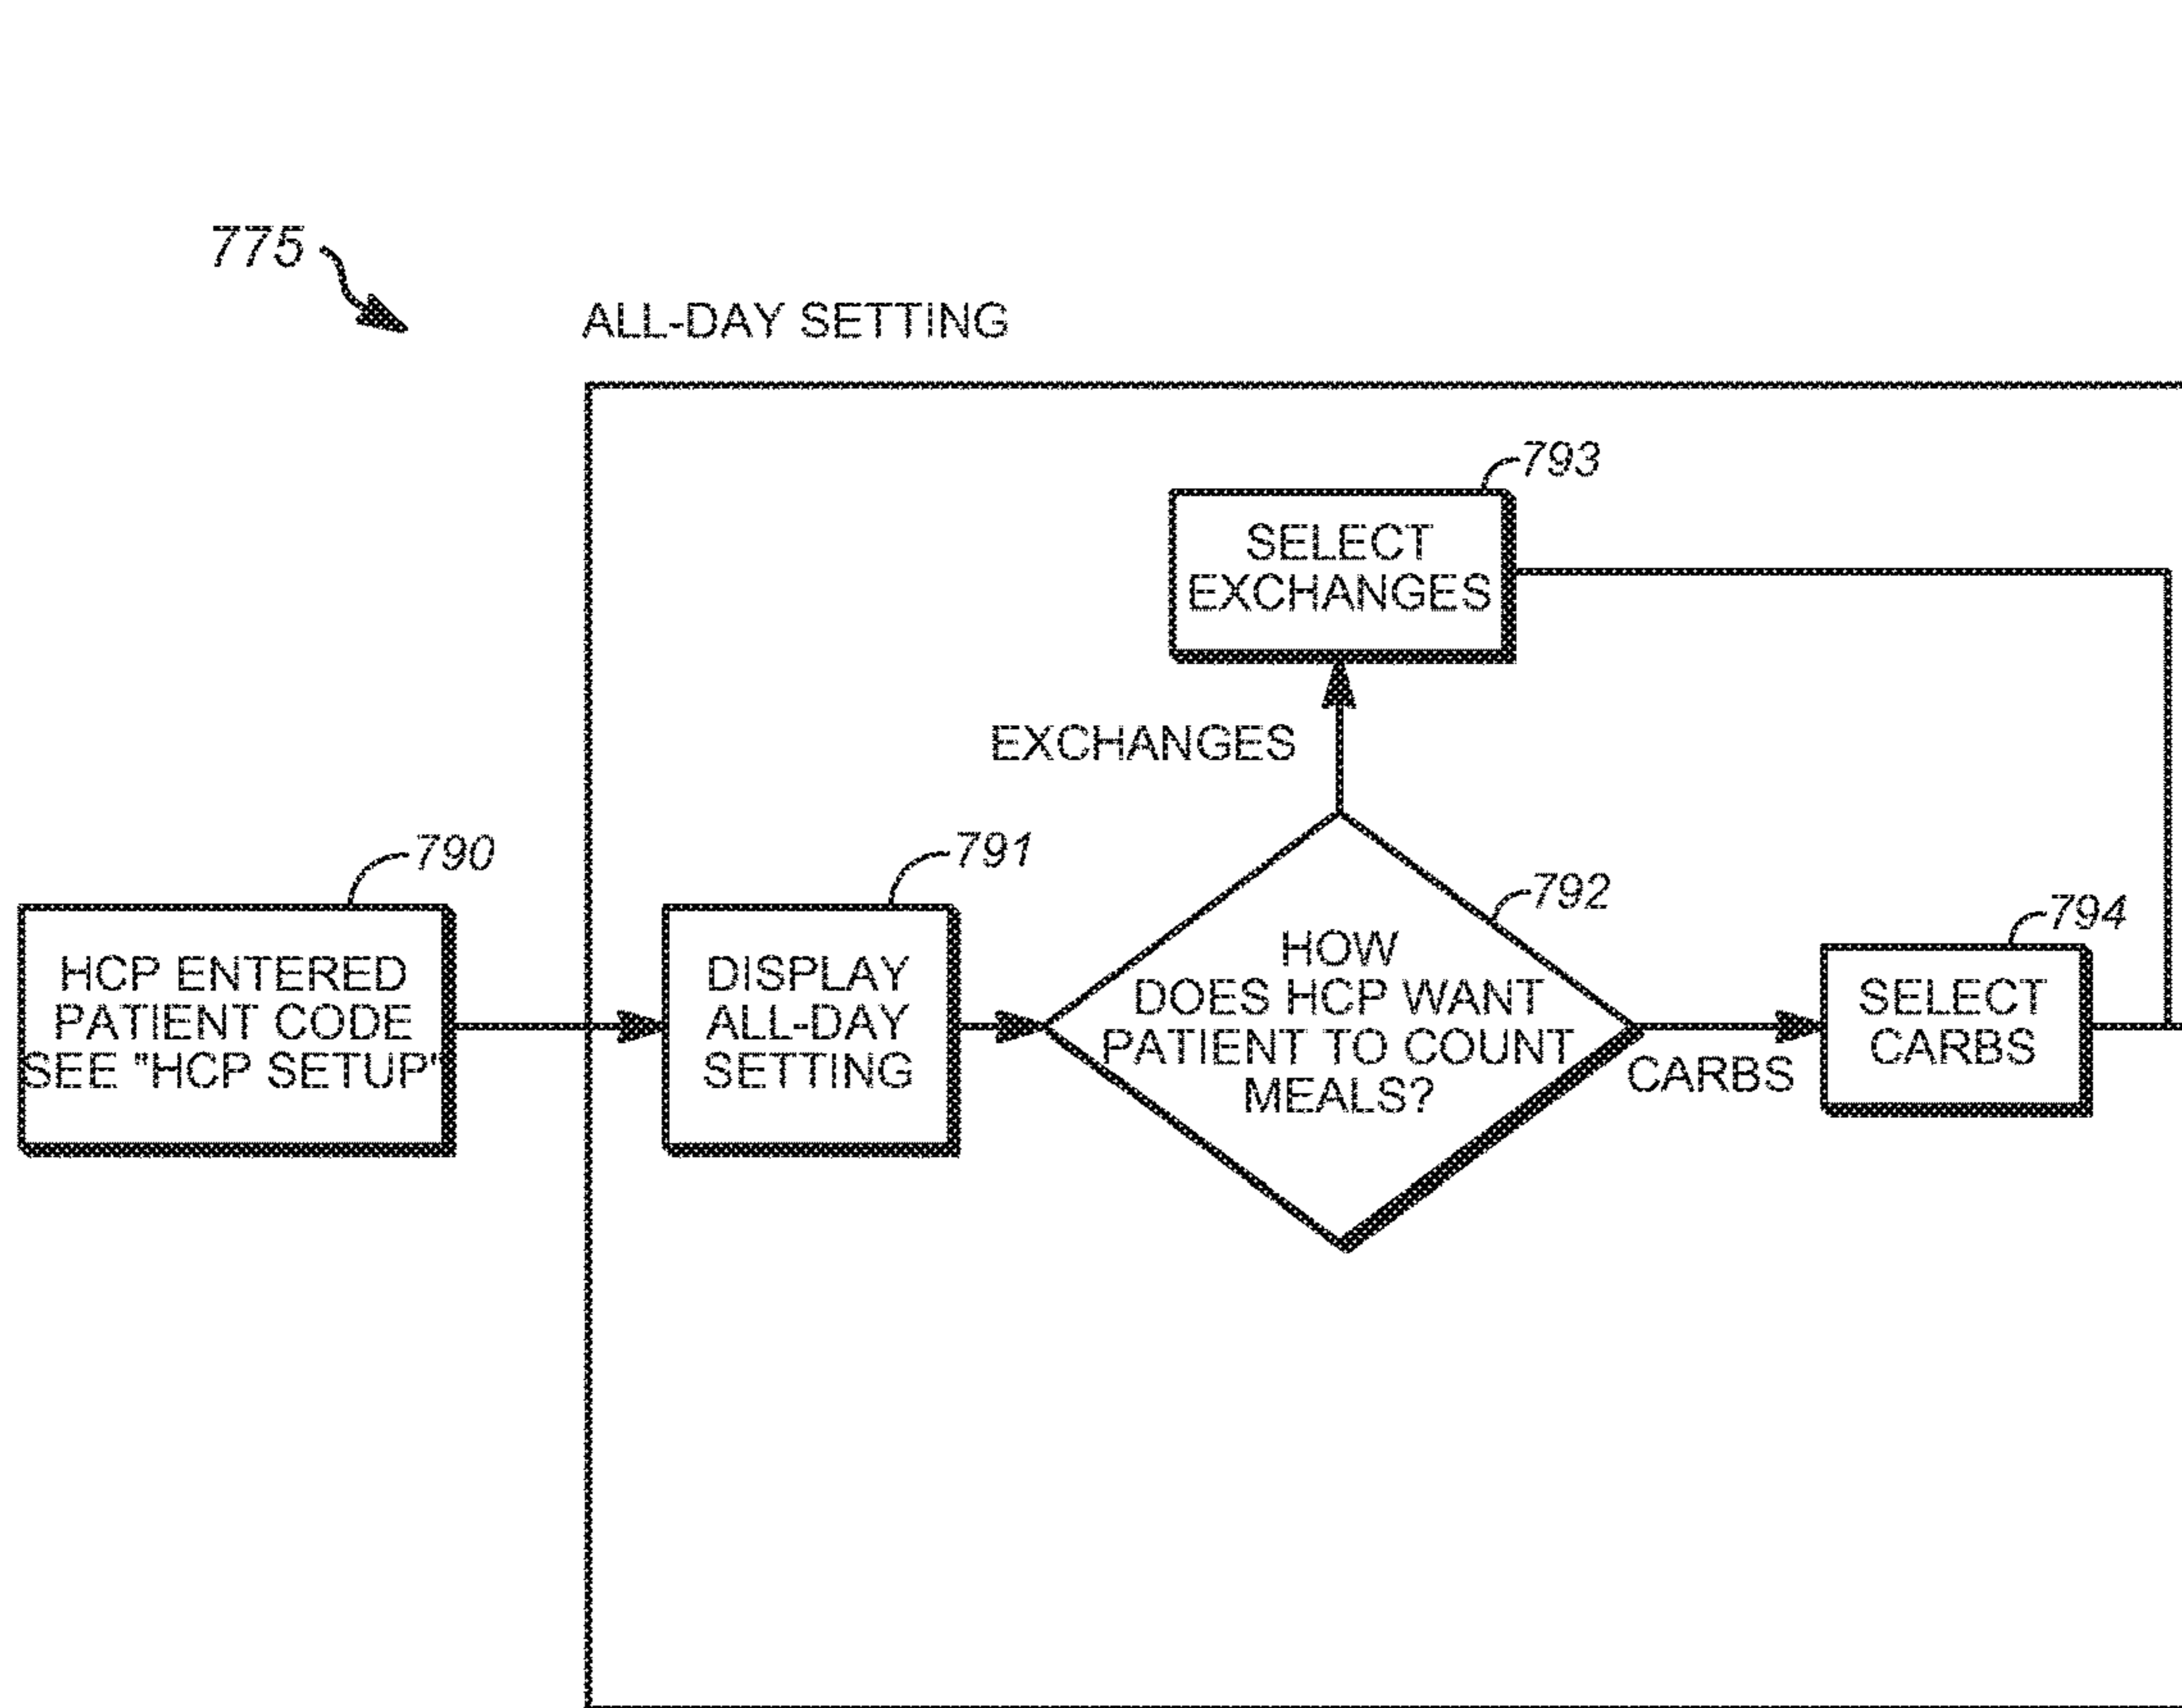 775
ALL-DAY SETTING
793
SELECT
EXCHANGES
EXCHANGES
790
791
792
794
HCP ENTERED
PATIENT CODE
SEE "HCP SETUP"
DISPLAY
ALL-DAY
SETTING
HOW
DOES HCP WANT
PATIENT TO COUNT
MEALS?
CARBS
SELECT
CARBS